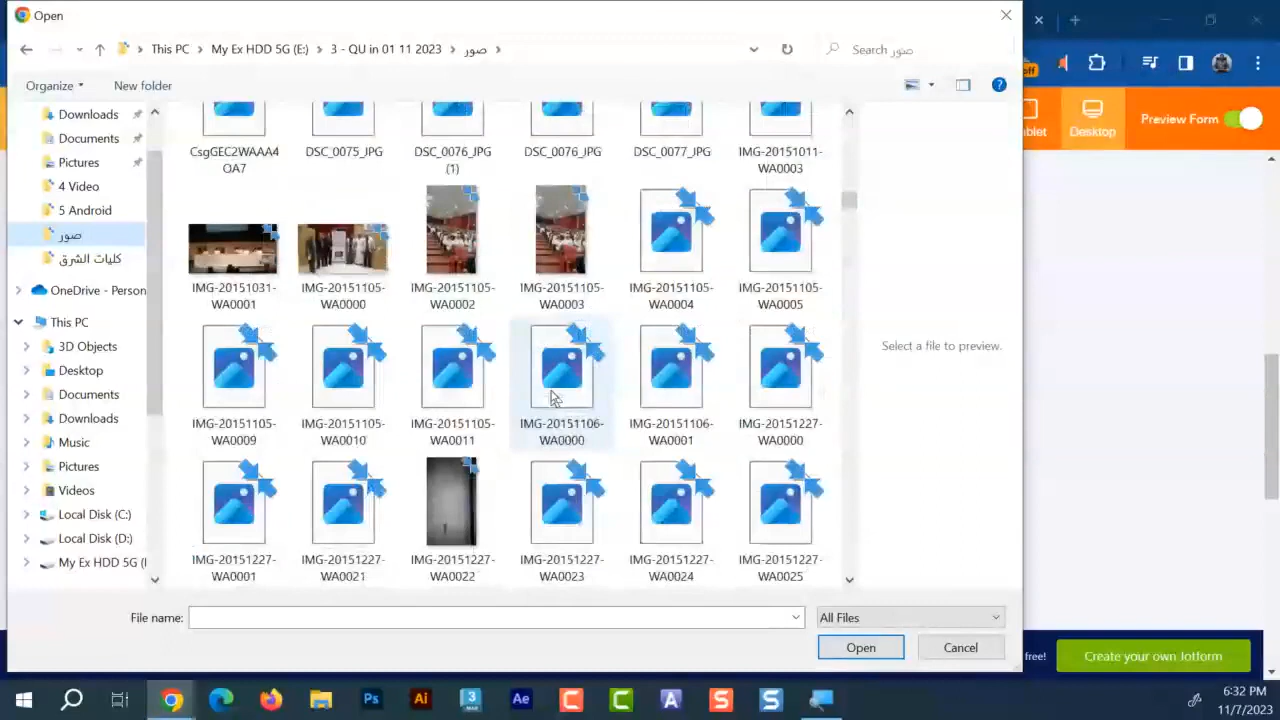 Open
This PC
My Ex HDD 5G (E:)
3 - QU in 01 11 2023
صور
Search صور
off
Organize
New folder
Tablet
Desktop
Preview Form
Downloads
Documents
Pictures
4 Video
5 Android
صور
كليات الشرق
OneDrive - Person
This PC
3D Objects
Desktop
Documents
Downloads
Music
Pictures
Videos
Local Disk (C:)
Local Disk (D:)
My Ex HDD 5G (
CsgGEC2WAAA4
OA7
DSC_0075_JPG
DSC_0076_JPG
(1)
DSC_0076_JPG
DSC_0077_JPG
IMG-20151011-
WA0003
IMG-20151031-
WA0001
IMG-20151105-
WA0000
IMG-20151105-
WA0002
IMG-20151105-
WA0003
IMG-20151105-
WA0004
IMG-20151105-
WA0005
IMG-20151105-
WA0009
IMG-20151105-
WA0010
IMG-20151105-
WA0011
IMG-20151106-
WA0000
IMG-20151106-
WA0001
IMG-20151227-
WA0000
IMG-20151227-
WA0001
IMG-20151227-
WA0021
IMG-20151227-
WA0022
IMG-20151227-
WA0023
IMG-20151227-
WA0024
IMG-20151227-
WA0025
Select a file to preview.
File name:
All Files
Open
Cancel
free!
Create your own Jotform
Ps
Ai
3
Ae
C
C
A
S
S
6:32 PM
11/7/2023